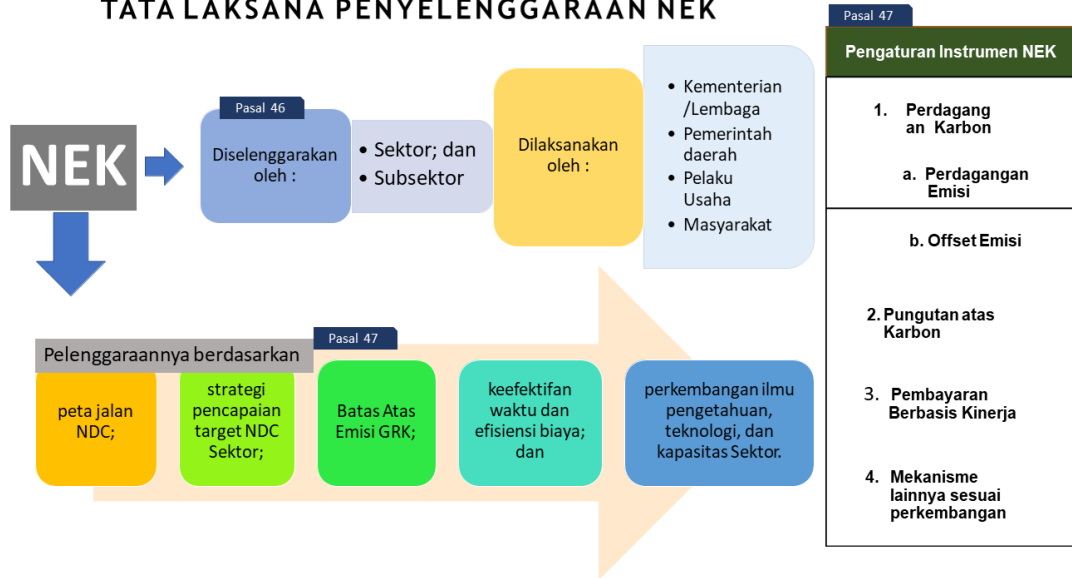 TATA LAKSANA PENYELENGGARAAN NEK
NEK
Pasal 46
Diselenggarakan
oleh :
• Sektor; dan
• Subsektor
Dilaksanakan
oleh :
• Kementerian
/Lembaga
• Pemerintah
daerah
• Pelaku
Usaha
• Masyarakat
Pelenggaraannya berdasarkan
Pasal 47
peta jalan
NDC;
strategi
pencapaian
target NDC
Sektor;
Batas Atas
Emisi GRK;
keefektifan
waktu dan
efisiensi biaya;
dan
perkembangan ilmu
pengetahuan,
teknologi, dan
kapasitas Sektor.
Pasal 47
Pengaturan Instrumen NEK
1. Perdagang
an Karbon
a. Perdagangan
Emisi
b. Offset Emisi
2. Pungutan atas
Karbon
3. Pembayaran
Berbasis Kinerja
4. Mekanisme
lainnya sesuai
perkembangan